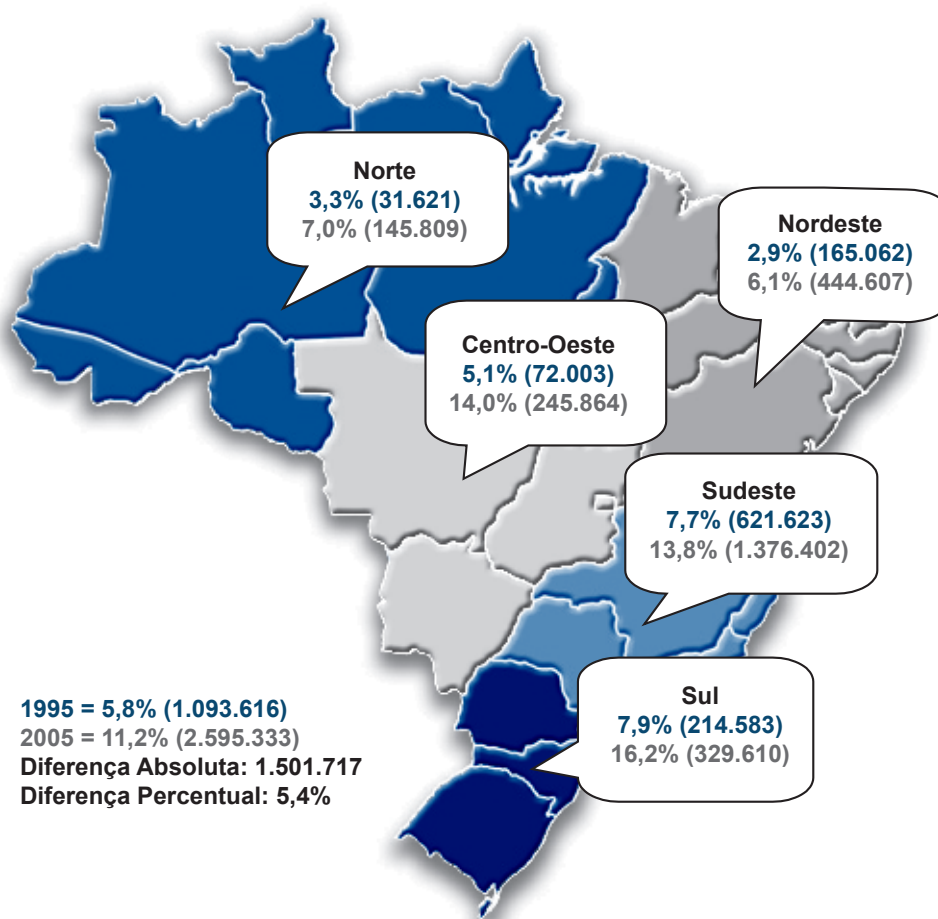 Norte
3,3% (31.621)
7,0% (145.809)
Nordeste
2,9% (165.062)
6,1% (444.607)
Centro-Oeste
5,1% (72.003)
14,0% (245.864)
Sudeste
7,7% (621.623)
13,8% (1.376.402)
Sul
7,9% (214.583)
16,2% (329.610)
1995 = 5,8% (1.093.616)
2005 = 11,2% (2.595.333)
Diferença Absoluta: 1.501.717
Diferença Percentual: 5,4%